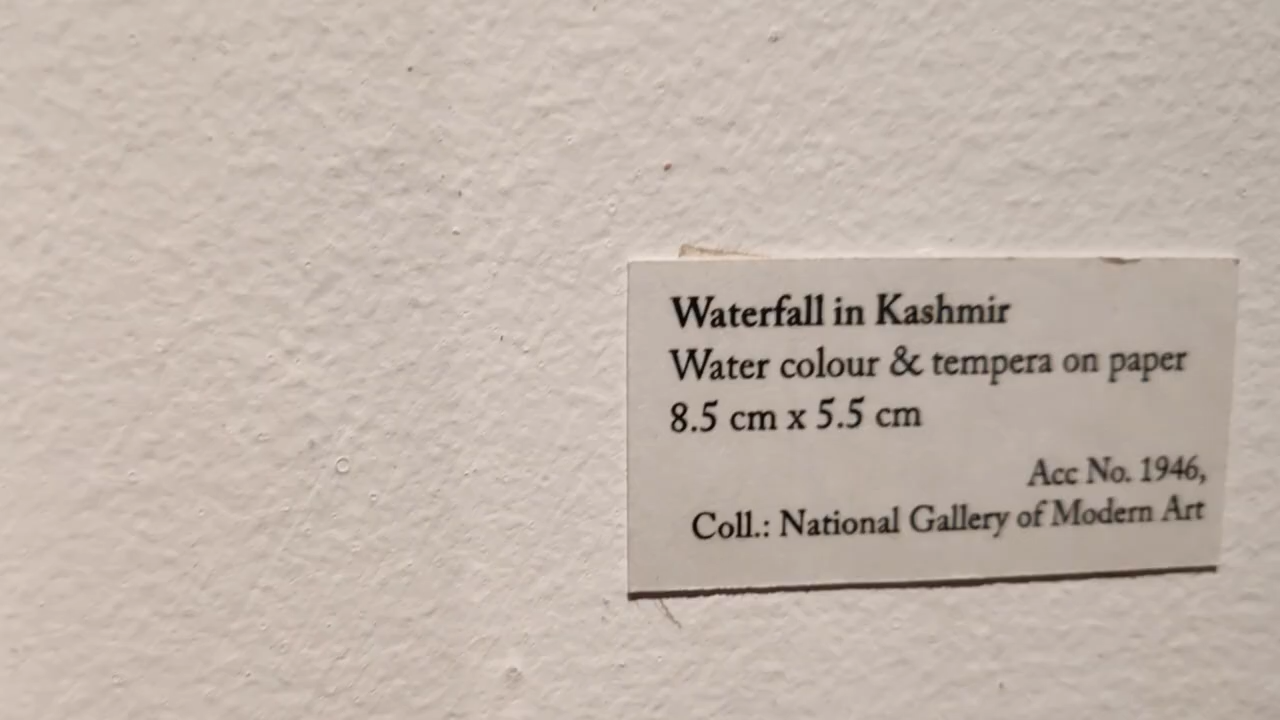 Waterfall in Kashmir
Water colour & tempera on paper
8.5 cm x 5.5 cm
Acc No. 1946,
Coll.: National Gallery of Modern Art